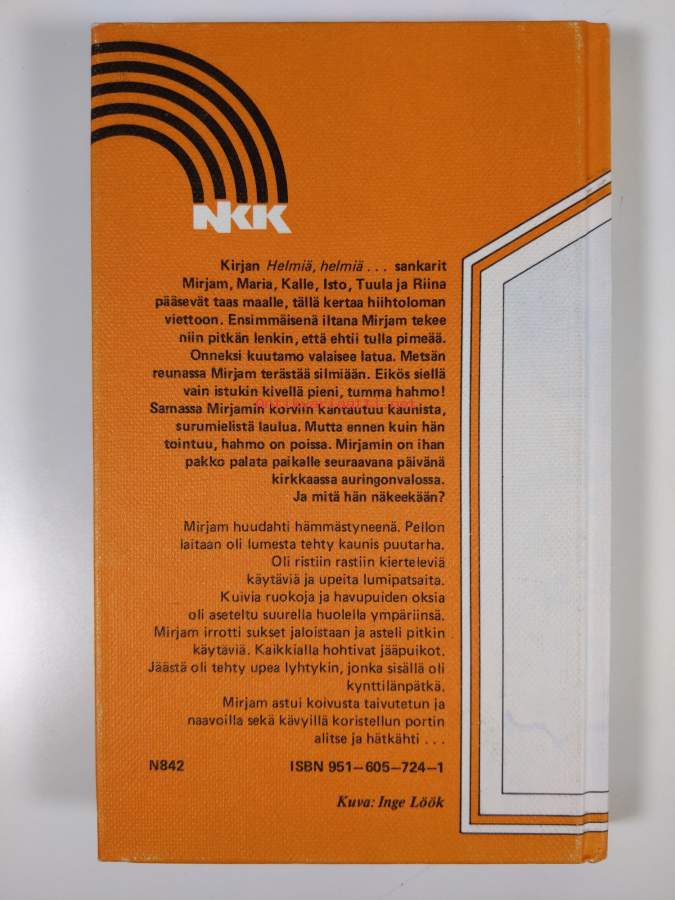 NKK
Kirjan Helmiä, helmiä . . . sankarit
Mirjam, Maria, Kalle, Isto, Tuula ja Riina
pääsevät taas maalle, tällä kertaa hiihtoloman
viettoon. Ensimmäisenä iltana Mirjam tekee
niin pitkän lenkin, että ehtii tulla pimeää.
Onneksi kuutamo valaisee latua. Metsän
reunassa Mirjam terästää silmiään. Eikös siellä
vain istukin kivellä pieni, tumma hahmo!
Samassa Mirjamin korviin kantautuu kaunista,
surumielistä laulua. Mutta ennen kuin hän
tointuu, hahmo on poissa. Mirjamin on ihan
pakko palata paikalle seuraavana päivänä
kirkkaassa auringonvalossa.
Ja mitä hän näkeekään?
Mirjam huudahti hämmästyneenä. Pellon
laitaan oli lumesta tehty kaunis puutarha.
Oli ristiin rastiin kierteleviä
käytäviä ja upeita lumipatsaita.
Kuivia ruokoja ja havupuiden oksia
oli aseteltu suurella huolella ympäriinsä.
Mirjam irrotti sukset jaloistaan ja asteli pitkin
käytäviä. Kaikkialla hohtivat jääpuikot.
Jäästä oli tehty upea lyhtykin, jonka sisällä oli
kynttilänpätkä.
Mirjam astui koivusta taivutetun ja
naavoilla sekä kävyillä koristellun portin
alitse ja hätkähti . . .
N842 ISBN 951–605–724–1
Kuva: Inge Löök